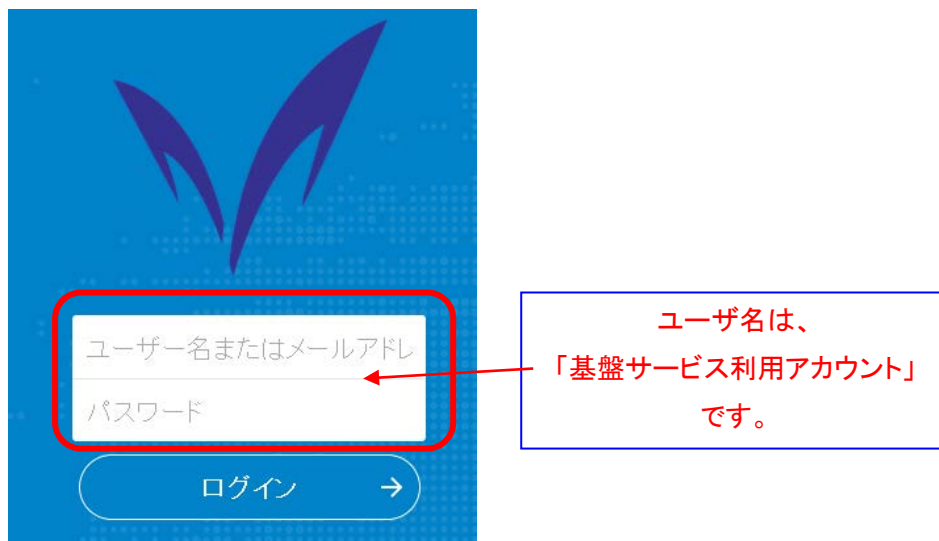 ユーザー名またはメールアドレ
パスワード
ログイン
ユーザ名は、
「基盤サービス利用アカウント」
です。